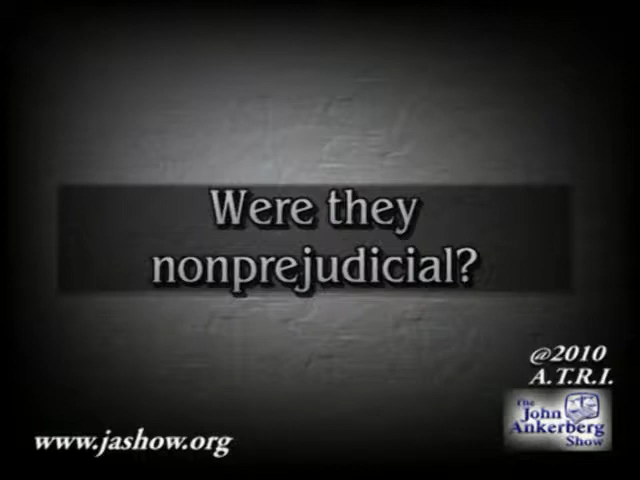 Were they
nonprejudicial?
@2010
A.T.R.I.
The
John
Ankerberg
Show
www.jashow.org